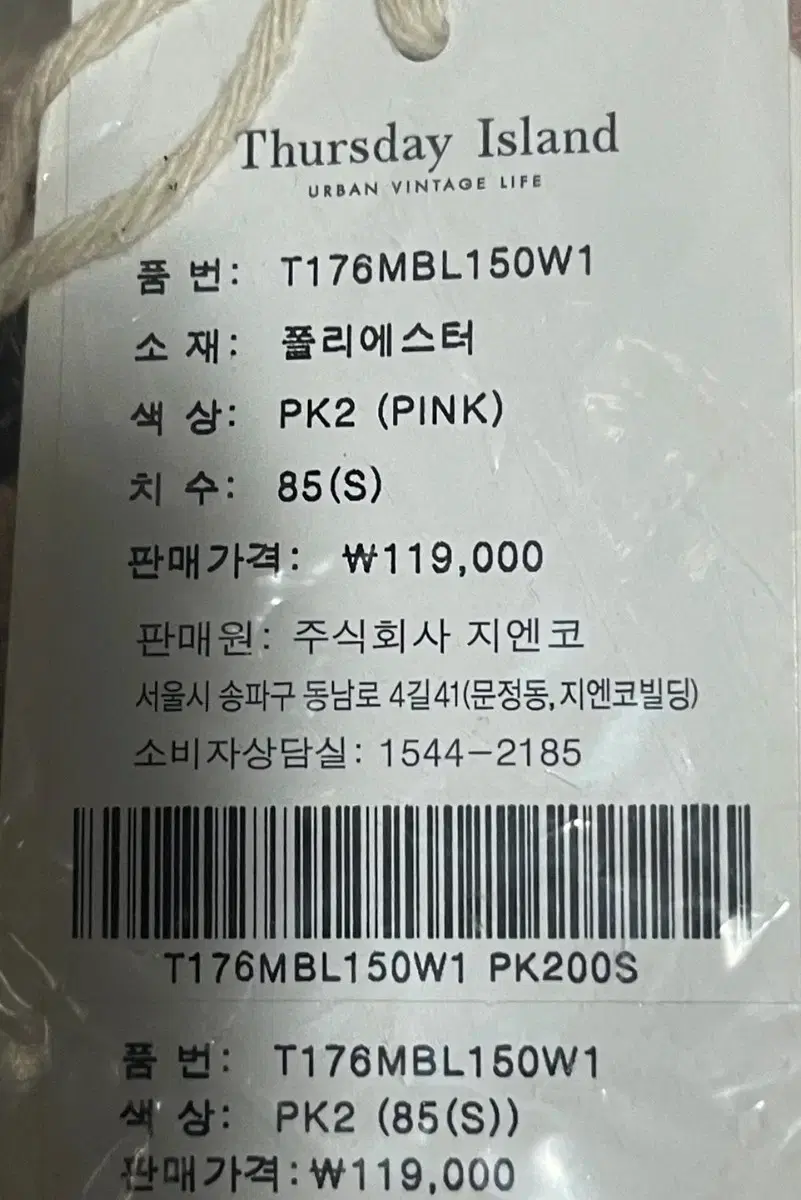 Thursday Island
URBAN VINTAGE LIFE
품 번: T176MBL150W1
소 재: 폴리에스터
색 상: PK2 (PINK)
치 수: 85(S)
판매가격: ₩119,000
판매원: 주식회사 지엔코
서울시 송파구 동남로 4길41(문정동,지엔코빌딩)
소비자상담실: 1544-2185
T176MBL150W1 PK200S
품 번: T176MBL150W1
색 상: PK2 (85(S))
판매가격:₩119,000